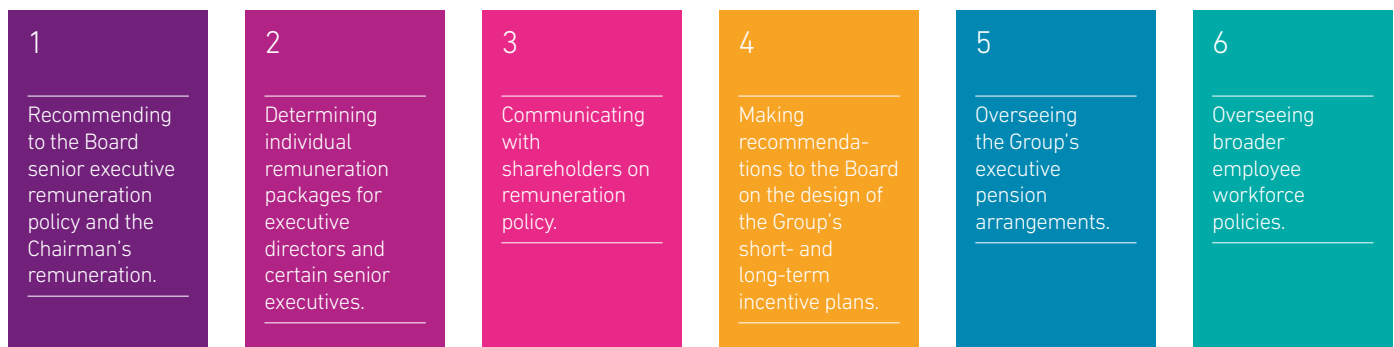 1
Recommending
to the Board
senior executive
remuneration
policy and the
Chairman's
remuneration.
2
Determining
individual
remuneration
packages for
executive
directors and
certain senior
executives.
3
Communicating
with
shareholders on
remuneration
policy.
4
Making
recommenda-
tions to the Board
on the design of
the Group's
short- and
long-term
incentive plans.
5
Overseeing
the Group's
executive
pension
arrangements.
6
Overseeing
broader
employee
workforce
policies.